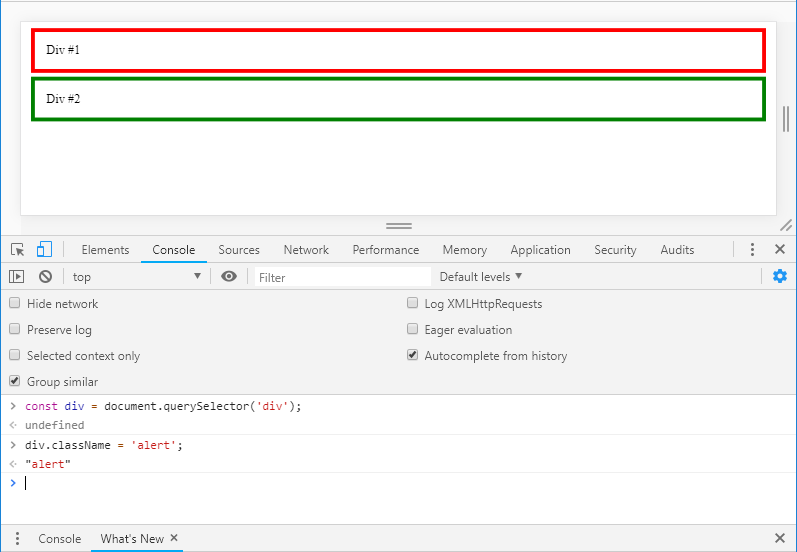 Div #1
Div #2
Elements Console Sources Network Performance Memory Application Security Audits
top Filter Default levels
Hide network Log XMLHttpRequests
Preserve log Eager evaluation
Selected context only Autocomplete from history
Group similar
const div = document.querySelector('div');
undefined
div.className = 'alert';
"alert"
Console What's New